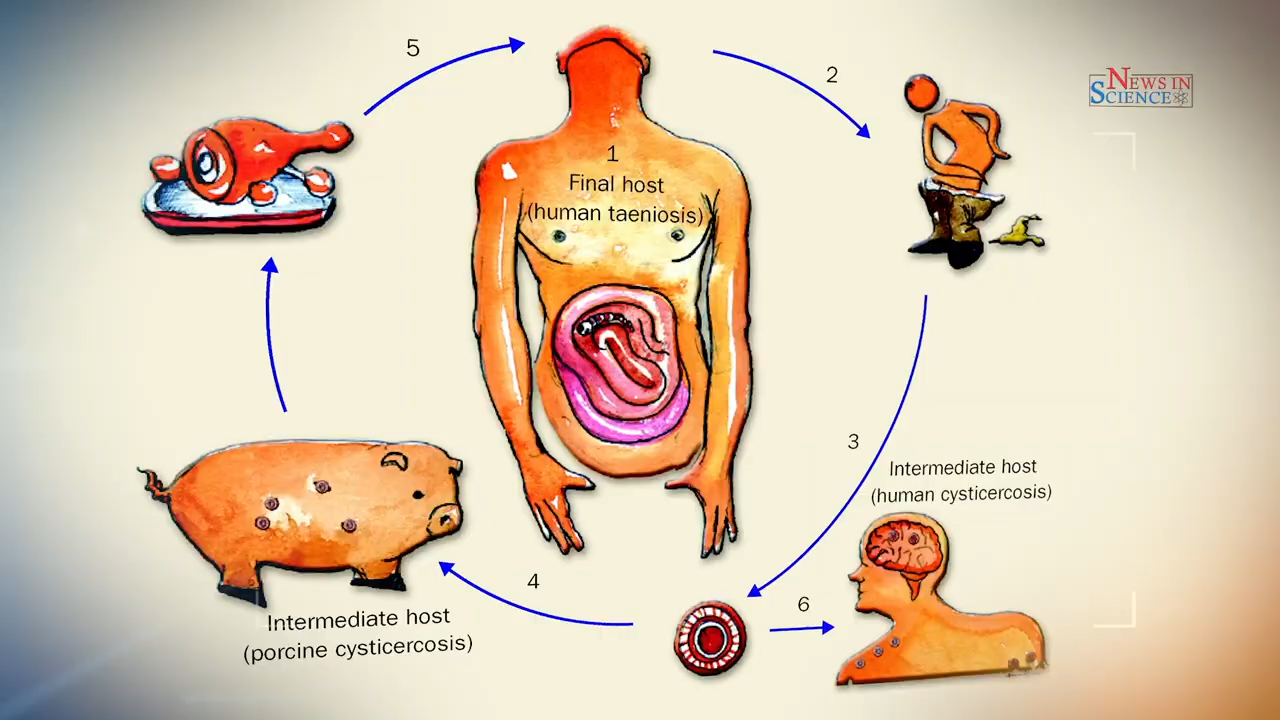 5
2
NEWS IN
SCIENCE
1
Final host
(human taeniosis)
3
Intermediate host
(human cysticercosis)
4
6
Intermediate host
(porcine cysticercosis)